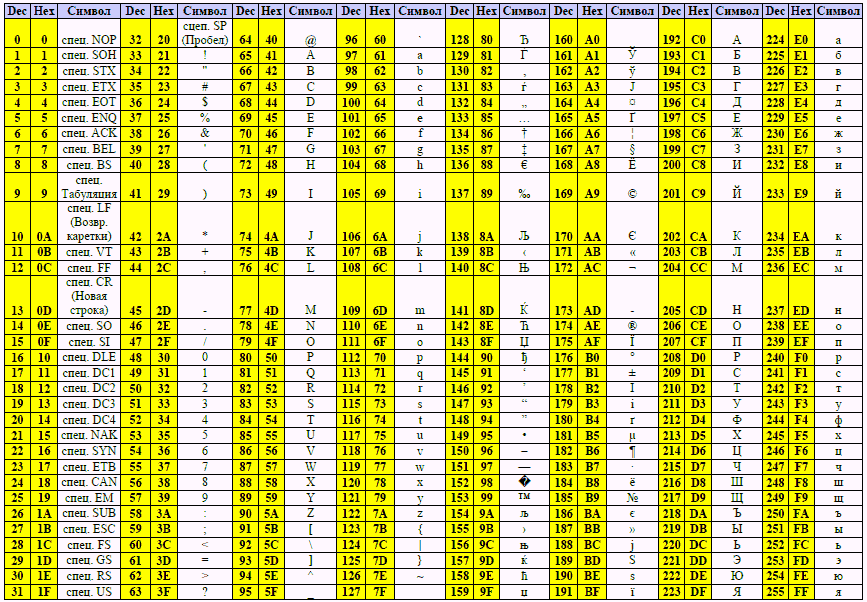 Dec Hex Символ Dec Hex Символ Dec Hex Символ Dec Hex Символ Dec Hex Символ Dec Hex Символ Dec Hex Символ Dec Hex Символ
сцеп. SP
0 0 спец. NOP 32 20 (Пробел) 64 40 @ 96 60 ` 128 80 Ђ 160 A0 192 C0 А 224 E0 а
1 1 спец. SOH 33 21 ! 65 41 A 97 61 a 129 81 Ѓ 161 A1 Ў 193 C1 Б 225 E1 б
2 2 спец. STX 34 22 " 66 42 B 98 62 b 130 82 ‚ 162 A2 ў 194 C2 В 226 E2 в
3 3 спец. ETX 35 23 # 67 43 C 99 63 c 131 83 ѓ 163 A3 Ј 195 C3 Г 227 E3 г
4 4 спец. EOT 36 24 $ 68 44 D 100 64 d 132 84 „ 164 A4 ¤ 196 C4 Д 228 E4 д
5 5 спец. ENQ 37 25 % 69 45 E 101 65 e 133 85 … 165 A5 Ґ 197 C5 Е 229 E5 е
6 6 спец. ACK 38 26 & 70 46 F 102 66 f 134 86 † 166 A6 ¦ 198 C6 Ж 230 E6 ж
7 7 спец. BEL 39 27 ' 71 47 G 103 67 g 135 87 ‡ 167 A7 § 199 C7 З 231 E7 з
8 8 спец. BS 40 28 ( 72 48 H 104 68 h 136 88 € 168 A8 Ё 200 C8 И 232 E8 и
спец.
9 9 Табуляция 41 29 ) 73 49 I 105 69 i 137 89 ‰ 169 A9 © 201 C9 Й 233 E9 й
спец. LF
(Возвр.
10 0A каретки) 42 2A * 74 4A J 106 6A j 138 8A Љ 170 AA Є 202 CA К 234 EA к
11 0B спец. VT 43 2B + 75 4B K 107 6B k 139 8B ‹ 171 AB « 203 CB Л 235 EB л
12 0C спец. FF 44 2C , 76 4C L 108 6C l 140 8C Њ 172 AC ¬ 204 CC М 236 EC м
спец. CR
(Новая
13 0D строка) 45 2D - 77 4D M 109 6D m 141 8D Ќ 173 AD - 205 CD Н 237 ED н
14 0E спец. SO 46 2E . 78 4E N 110 6E n 142 8E Ћ 174 AE ® 206 CE О 238 EE о
15 0F спец. SI 47 2F / 79 4F O 111 6F o 143 8F Џ 175 AF Ї 207 CF П 239 EF п
16 10 спец. DLE 48 30 0 80 50 P 112 70 p 144 90 ђ 176 B0 ° 208 D0 Р 240 F0 р
17 11 спец. DC1 49 31 1 81 51 Q 113 71 q 145 91 ‘ 177 B1 ± 209 D1 С 241 F1 с
18 12 спец. DC2 50 32 2 82 52 R 114 72 r 146 92 ’ 178 B2 І 210 D2 Т 242 F2 т
19 13 спец. DC3 51 33 3 83 53 S 115 73 s 147 93 “ 179 B3 і 211 D3 У 243 F3 у
20 14 спец. DC4 52 34 4 84 54 T 116 74 t 148 94 ” 180 B4 ґ 212 D4 Ф 244 F4 ф
21 15 спец. NAK 53 35 5 85 55 U 117 75 u 149 95 • 181 B5 µ 213 D5 Х 245 F5 х
22 16 спец. SYN 54 36 6 86 56 V 118 76 v 150 96 – 182 B6 ¶ 214 D6 Ц 246 F6 ц
23 17 спец. ETB 55 37 7 87 57 W 119 77 w 151 97 — 183 B7 · 215 D7 Ч 247 F7 ч
24 18 спец. CAN 56 38 8 88 58 X 120 78 x 152 98 � 184 B8 ё 216 D8 Ш 248 F8 ш
25 19 спец. EM 57 39 9 89 59 Y 121 79 y 153 99 ™ 185 B9 № 217 D9 Щ 249 F9 щ
26 1A спец. SUB 58 3A : 90 5A Z 122 7A z 154 9A љ 186 BA є 218 DA Ъ 250 FA ъ
27 1B спец. ESC 59 3B ; 91 5B [ 123 7B { 155 9B › 187 BB » 219 DB Ы 251 FB ы
28 1C спец. FS 60 3C < 92 5C \ 124 7C | 156 9C њ 188 BC ј 220 DC Ь 252 FC ь
29 1D спец. GS 61 3D = 93 5D ] 125 7D } 157 9D ќ 189 BD Ѕ 221 DD Э 253 FD э
30 1E спец. RS 62 3E > 94 5E ^ 126 7E ~ 158 9E ћ 190 BE ѕ 222 DE Ю 254 FE ю
31 1F спец. US 63 3F ? 95 5F _ 127 7F 159 9F џ 191 BF ї 223 DF Я 255 FF я